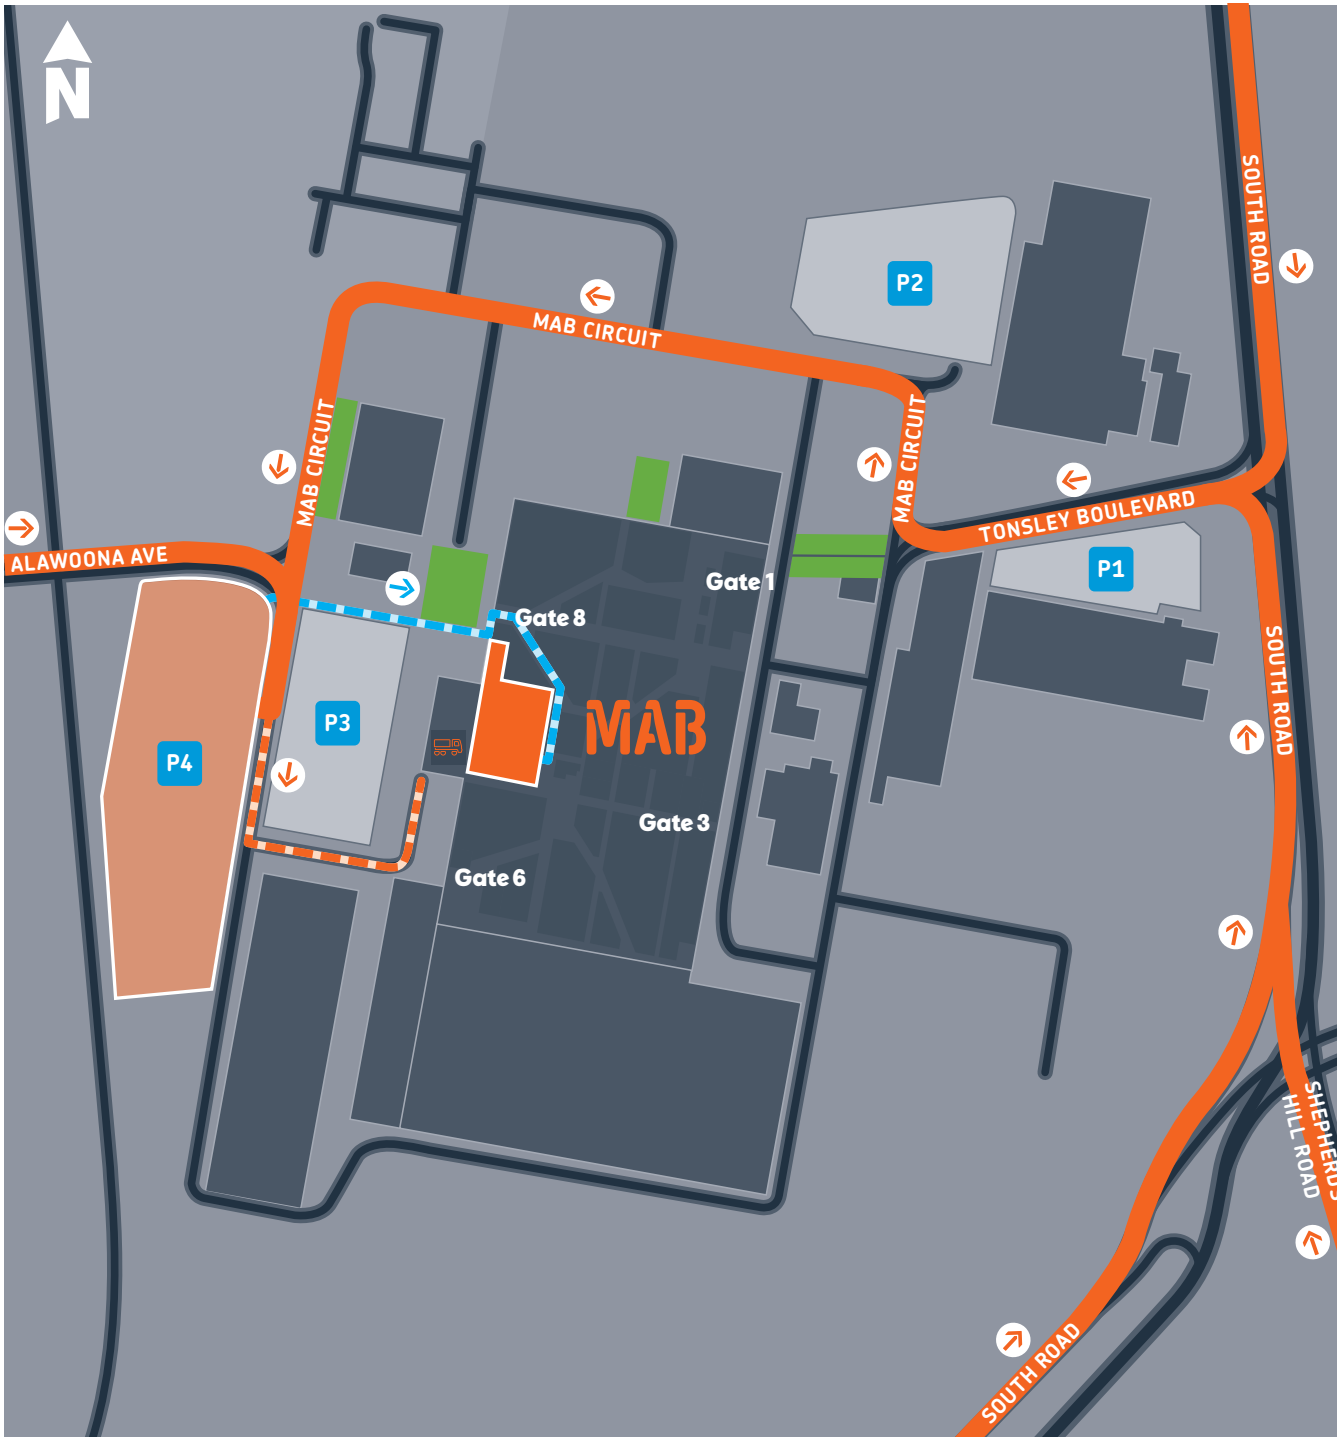 N
SOUTH ROAD
P2
MAB CIRCUIT
MAB CIRCUIT
MAB CIRCUIT
TONSLEY BOULEVARD
ALAWOONA AVE
P1
Gate 1
Gate 8
SOUTH ROAD
P3
MAB
P4
Gate 3
Gate 6
SHEPHERDS
HILL ROAD
SOUTH ROAD